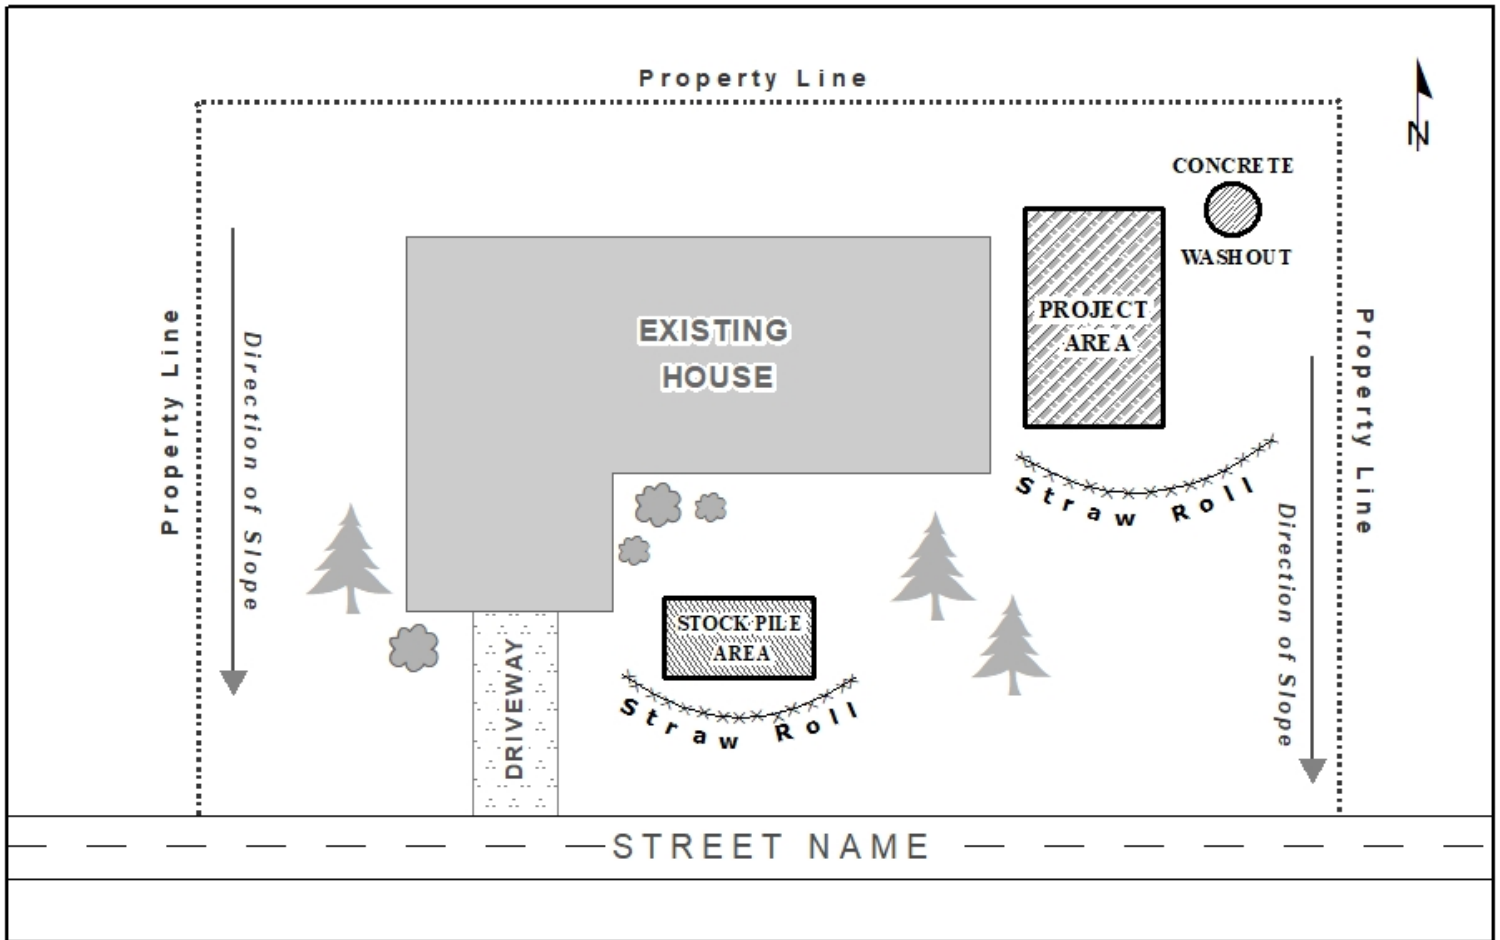 Property Line
N
CONCRETE
WASHOUT
PROJECT
AREA
EXISTING
HOUSE
Property Line
Direction of Slope
Property Line
Straw Roll
Direction of Slope
STOCK PILE
AREA
Straw Roll
DRIVEWAY
STREET NAME